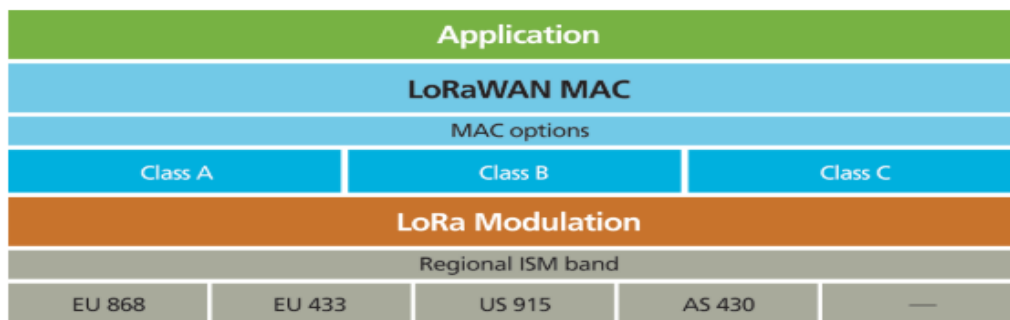 Application
LoRaWAN MAC
MAC options
Class A Class B Class C
LoRa Modulation
Regional ISM band
EU 868 EU 433 US 915 AS 430 —